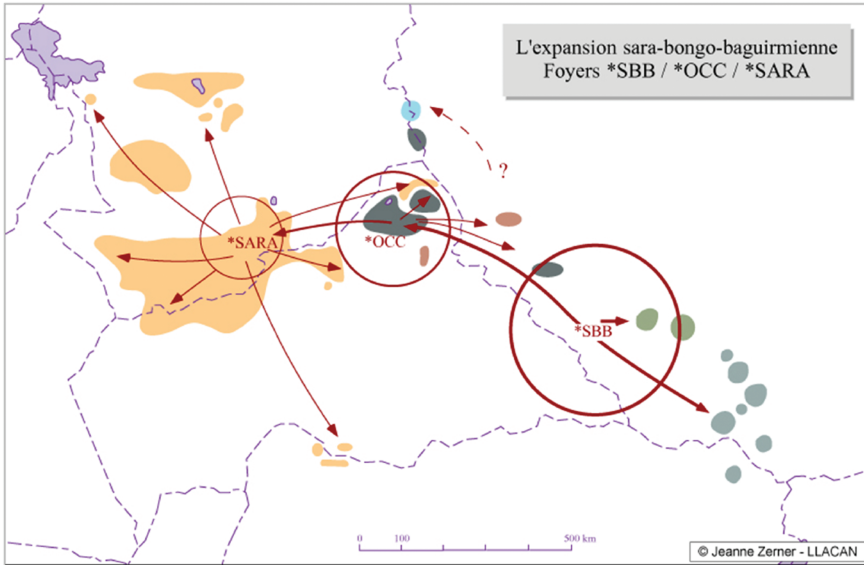 L'expansion sara-bongo-baguirmienne
Foyers *SBB / *OCC / *SARA
?
*SARA
*OCC
*SBB
0 100 500 km
© Jeanne Zerner - LLACAN